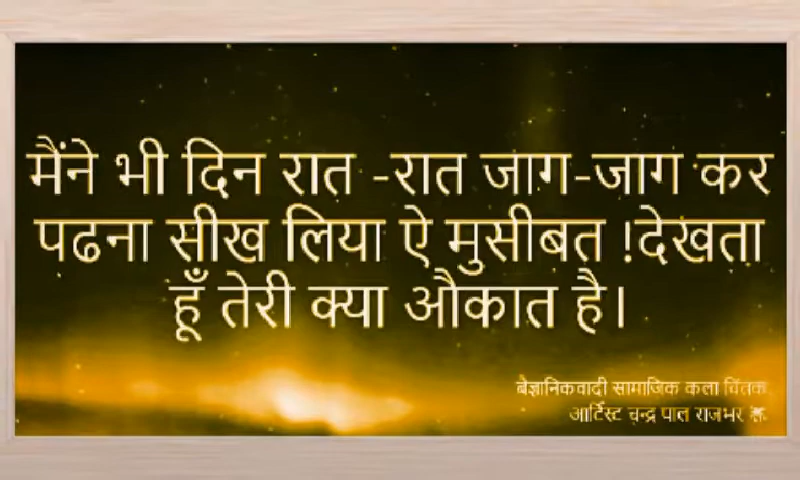 मैंने भी दिन रात -रात जाग-जाग कर
पढना सीख लिया ऐ मुसीबत !देखता
हूँ तेरी क्या औकात है।
बैज्ञानिकवादी सामाजिक कला चिंतक
आर्टिस्ट चन्द्र पाल राजभर